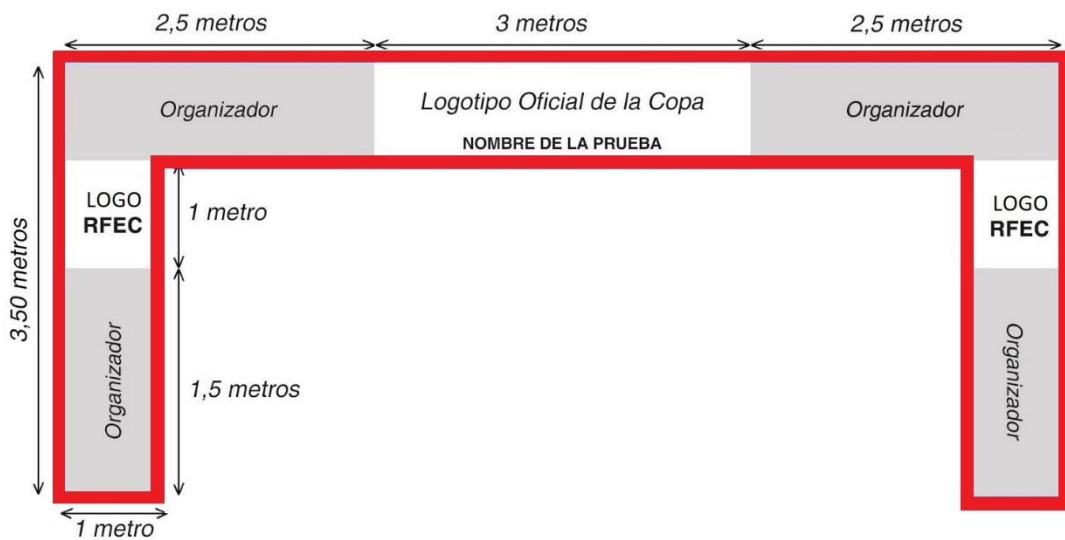 2,5 metros
3 metros
2,5 metros
Organizador
Logotipo Oficial de la Copa
Organizador
NOMBRE DE LA PRUEBA
3,50 metros
LOGO
RFEC
1 metro
LOGO
RFEC
Organizador
1,5 metros
Organizador
1 metro